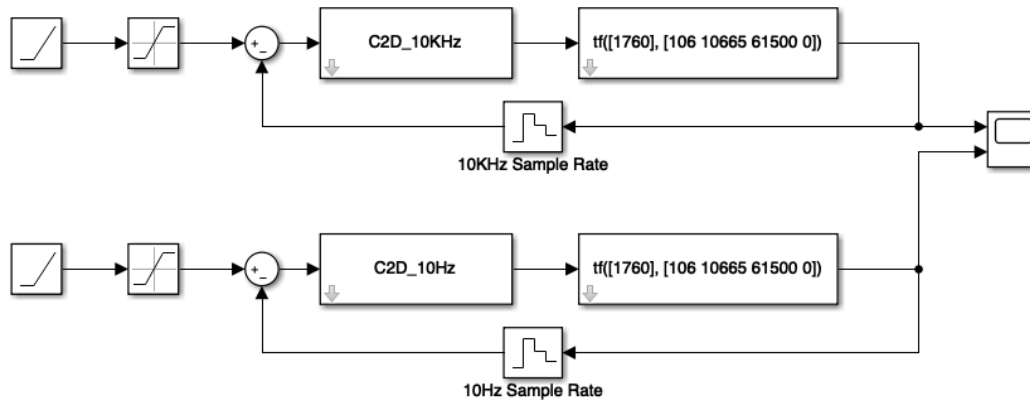 C2D_10KHz
tf([1760], [106 10665 61500 0])
10KHz Sample Rate
C2D_10Hz
tf([1760], [106 10665 61500 0])
10Hz Sample Rate